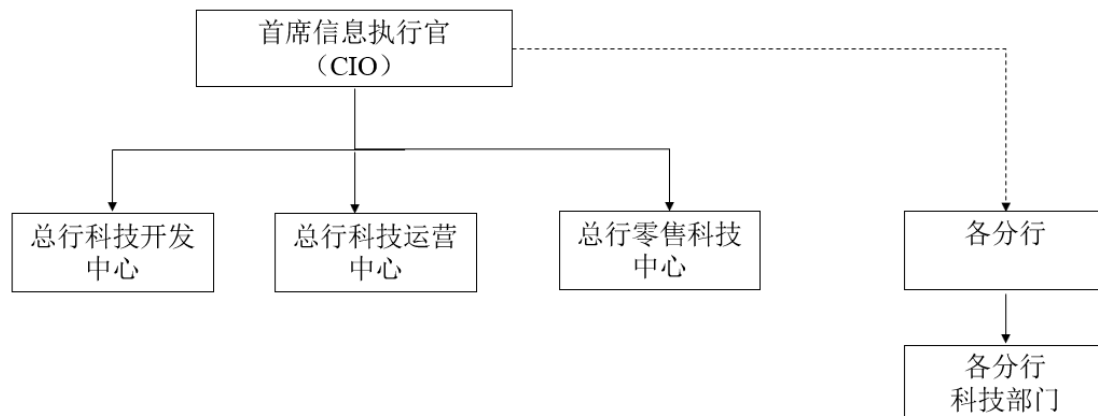 首席信息执行官
（CIO）
总行科技开发
中心
总行科技运营
中心
总行零售科技
中心
各分行
各分行
科技部门